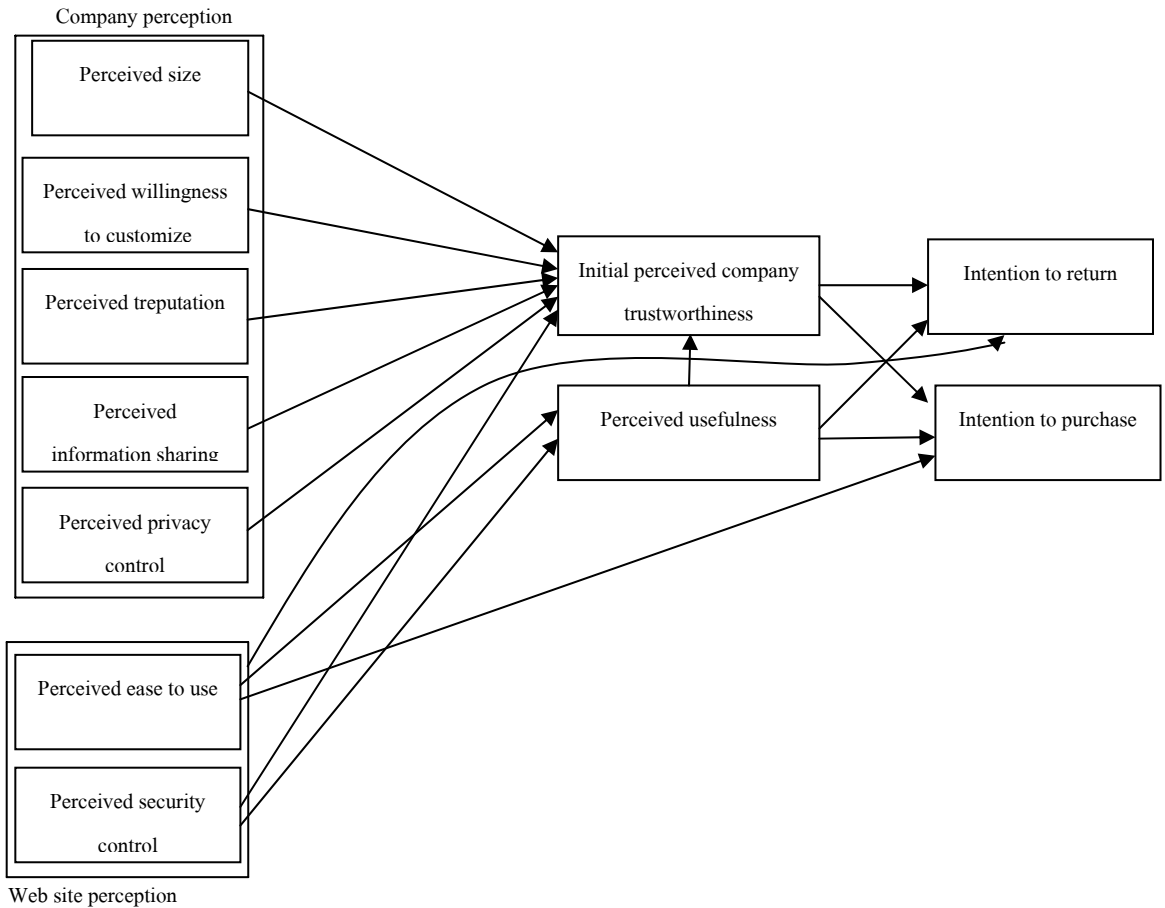 Company perception
Perceived size
Perceived willingness
to customize
Perceived treputation
Perceived
information sharing
Perceived privacy
control
Initial perceived company
trustworthiness
Intention to return
Perceived usefulness
Intention to purchase
Perceived ease to use
Perceived security
control
Web site perception